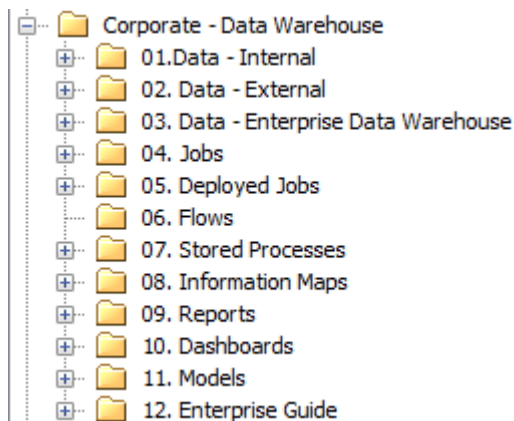 Corporate - Data Warehouse
01.Data - Internal
02. Data - External
03. Data - Enterprise Data Warehouse
04. Jobs
05. Deployed Jobs
06. Flows
07. Stored Processes
08. Information Maps
09. Reports
10. Dashboards
11. Models
12. Enterprise Guide